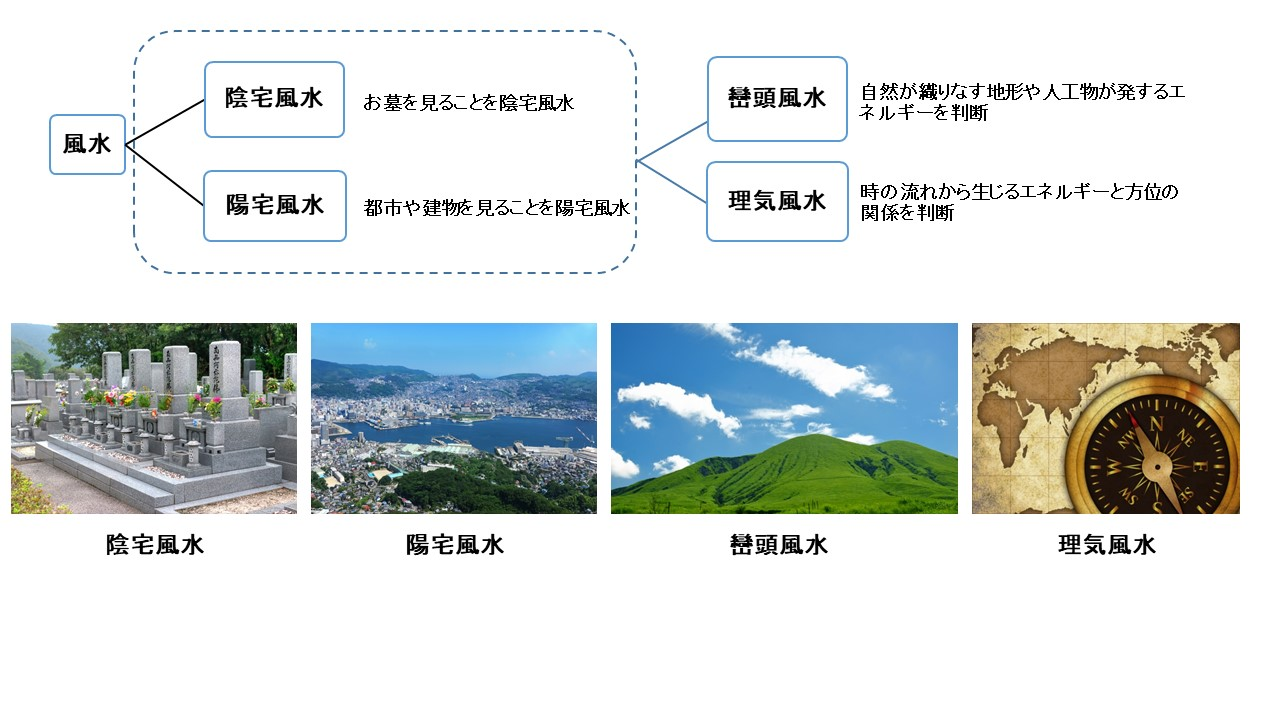 風水
陰宅風水
お墓を見ることを陰宅風水
陽宅風水
都市や建物を見ることを陽宅風水
巒頭風水
自然が織りなす地形や人工物が発するエ
ネルギーを判断
理気風水
時の流れから生じるエネルギーと方位の
関係を判断
N
NE
E
SE
S
SW
W
NW
陰宅風水
陽宅風水
巒頭風水
理気風水